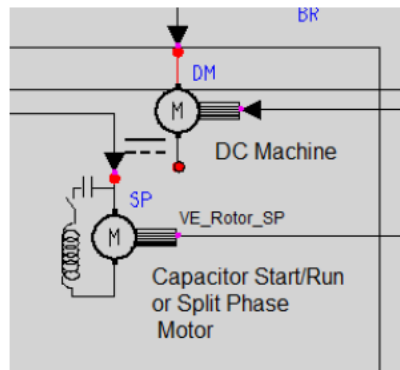 BR
DM
M
DC Machine
SP
VE_Rotor_SP
M
Capacitor Start/Run
or Split Phase
Motor